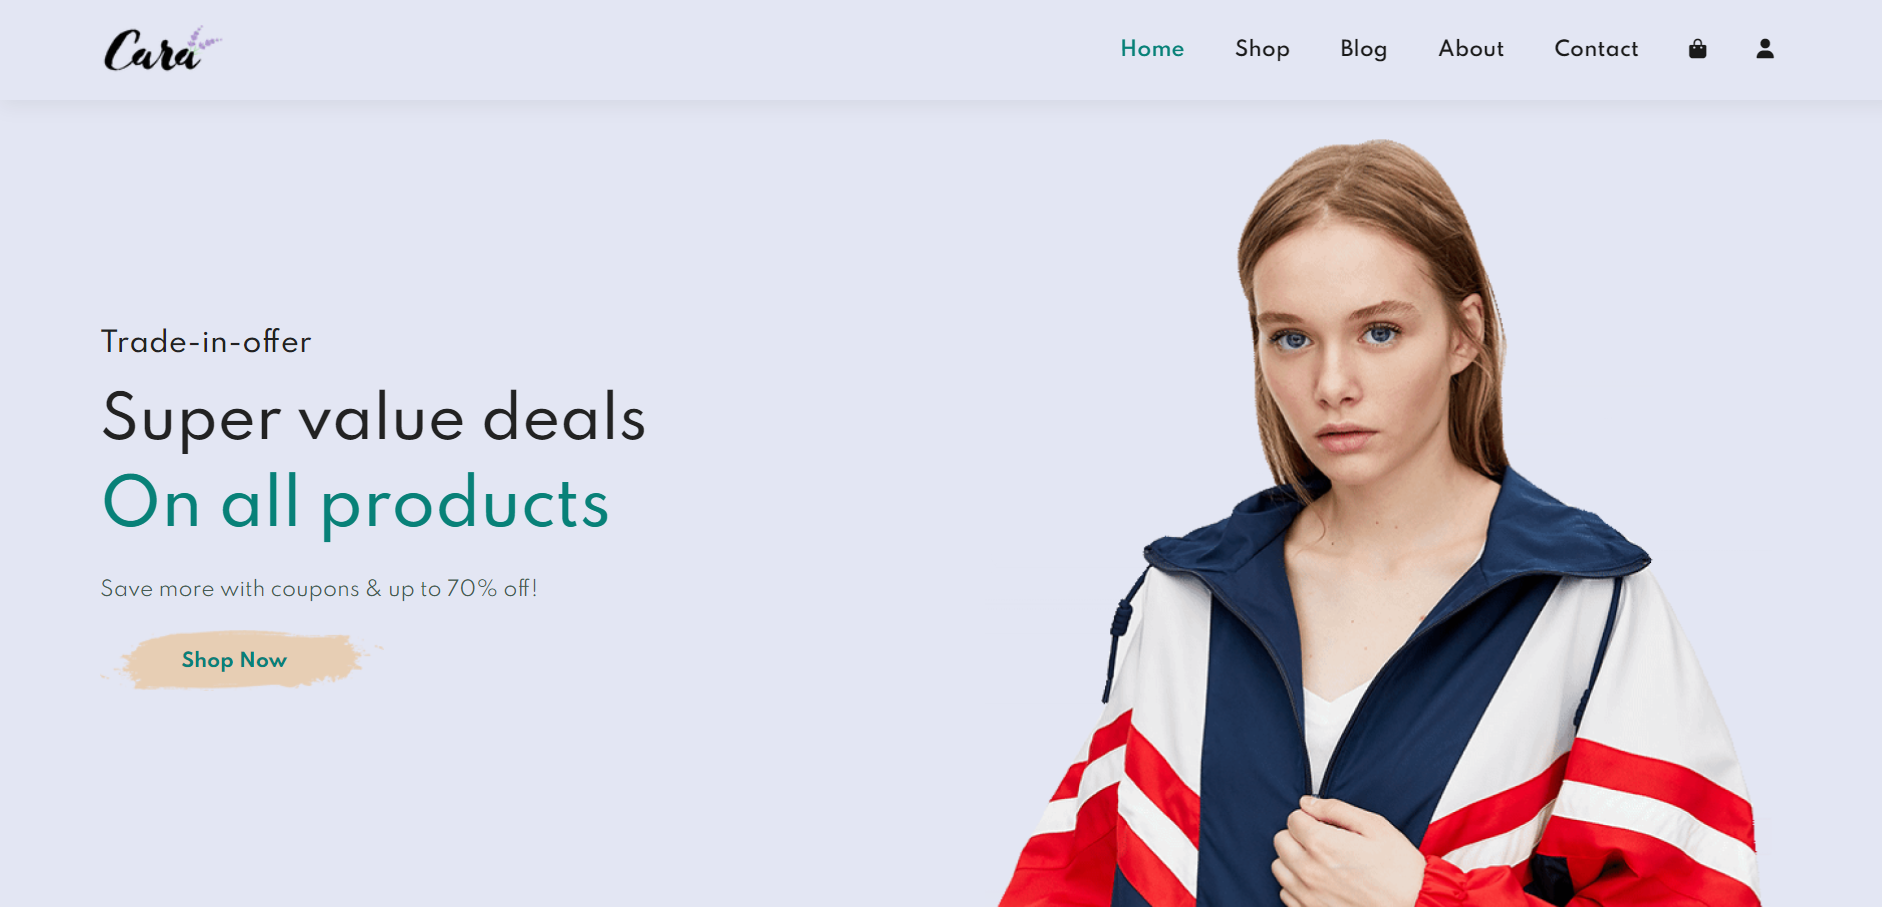 Cara
Home Shop Blog About Contact
Trade-in-offer
Super value deals
On all products
Save more with coupons & up to 70% off!
Shop Now